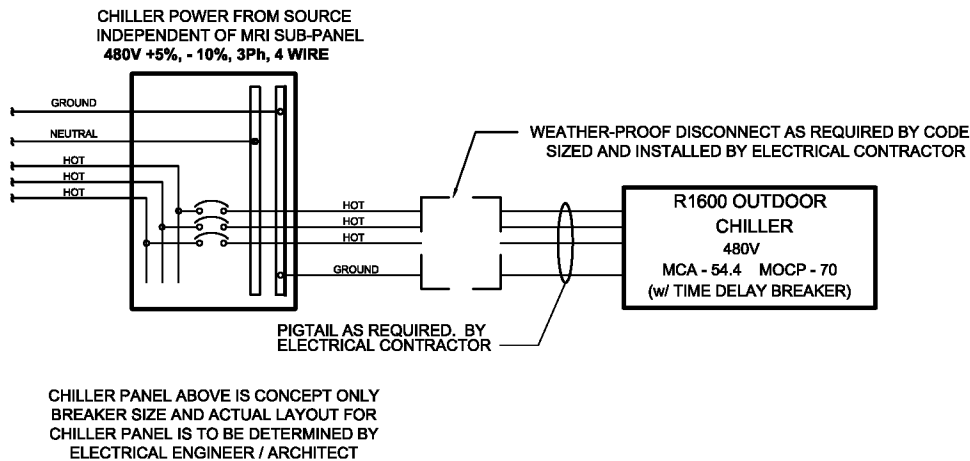 CHILLER POWER FROM SOURCE
INDEPENDENT OF MRI SUB-PANEL
480V +5%, - 10%, 3Ph, 4 WIRE
GROUND
NEUTRAL
HOT
HOT
HOT
HOT
HOT
HOT
GROUND
WEATHER-PROOF DISCONNECT AS REQUIRED BY CODE
SIZED AND INSTALLED BY ELECTRICAL CONTRACTOR
R1600 OUTDOOR
CHILLER
480V
MCA - 54.4 MOCP - 70
(w/ TIME DELAY BREAKER)
PIGTAIL AS REQUIRED. BY
ELECTRICAL CONTRACTOR
CHILLER PANEL ABOVE IS CONCEPT ONLY
BREAKER SIZE AND ACTUAL LAYOUT FOR
CHILLER PANEL IS TO BE DETERMINED BY
ELECTRICAL ENGINEER / ARCHITECT